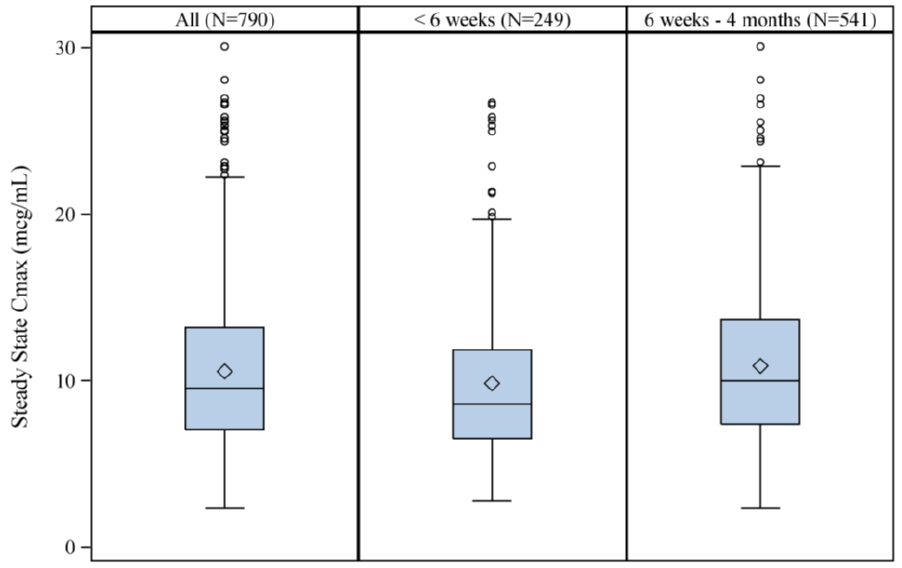 All (N=790)
< 6 weeks (N=249)
6 weeks - 4 months (N=541)
30
20
10
0
Steady State Cmax (mcg/mL)